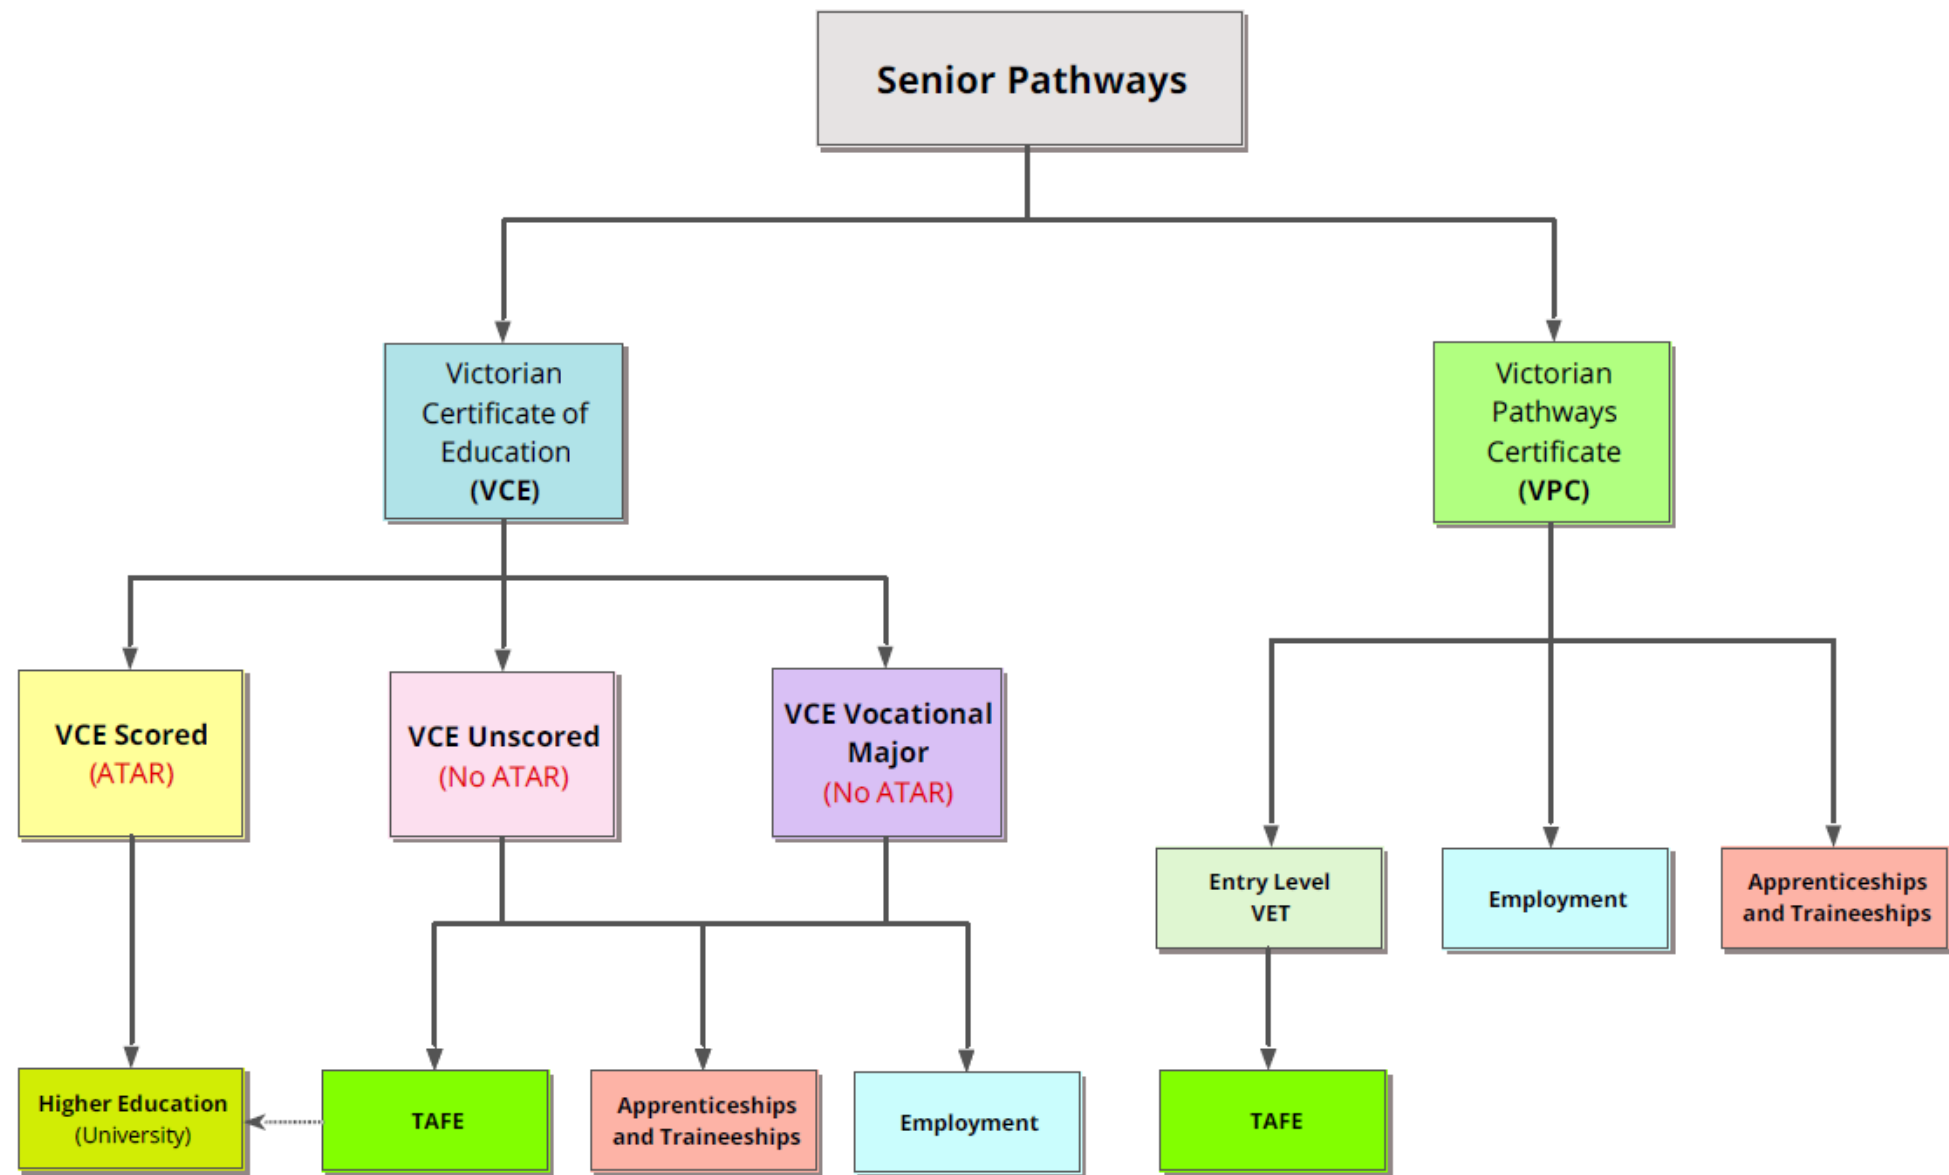 Senior Pathways
Victorian
Certificate of
Education
(VCE)
Victorian
Pathways
Certificate
(VPC)
VCE Scored
(ATAR)
VCE Unscored
(No ATAR)
VCE Vocational
Major
(No ATAR)
Entry Level
VET
Employment
Apprenticeships
and Traineeships
Higher Education
(University)
TAFE
Apprenticeships
and Traineeships
Employment
TAFE